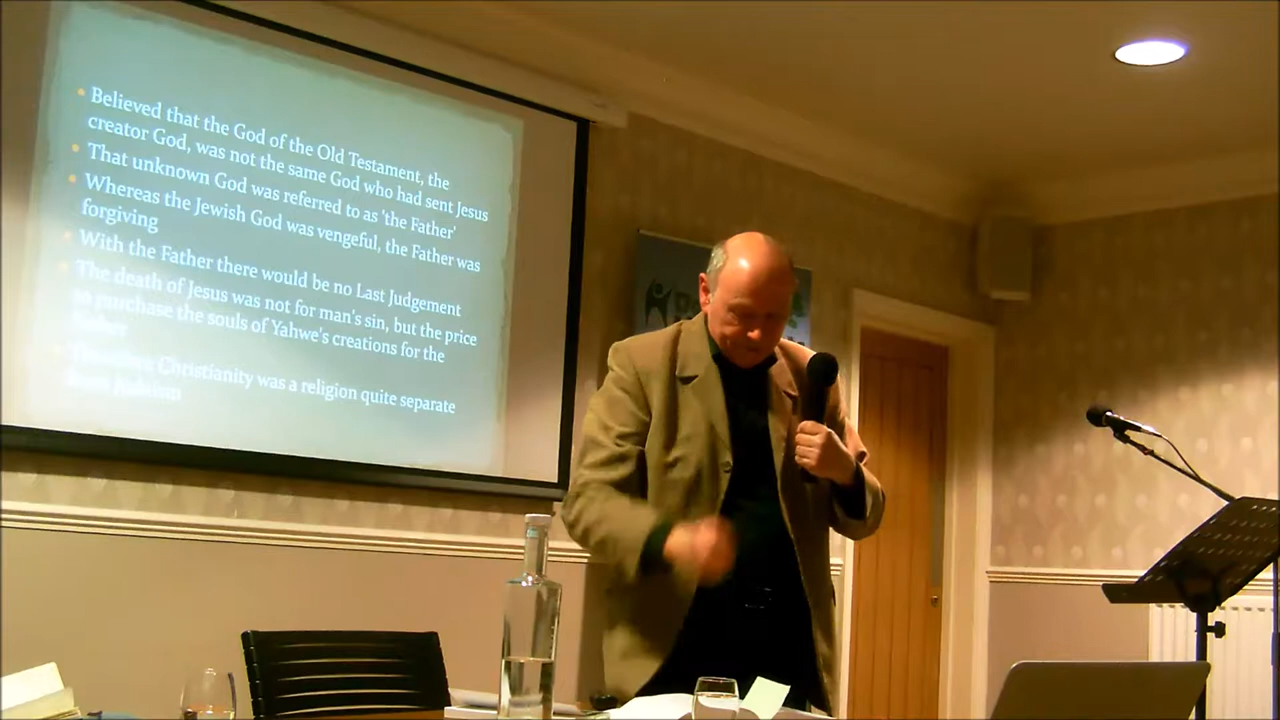 • Believed that the God of the Old Testament, the
creator God, was not the same God who had sent Jesus
• That unknown God was referred to as 'the Father'
• Whereas the Jewish God was vengeful, the Father was
forgiving
• With the Father there would be no Last Judgement
• The death of Jesus was not for man's sin, but the price
to purchase the souls of Yahwe's creations for the
Christianity was a religion quite separate
Judaism